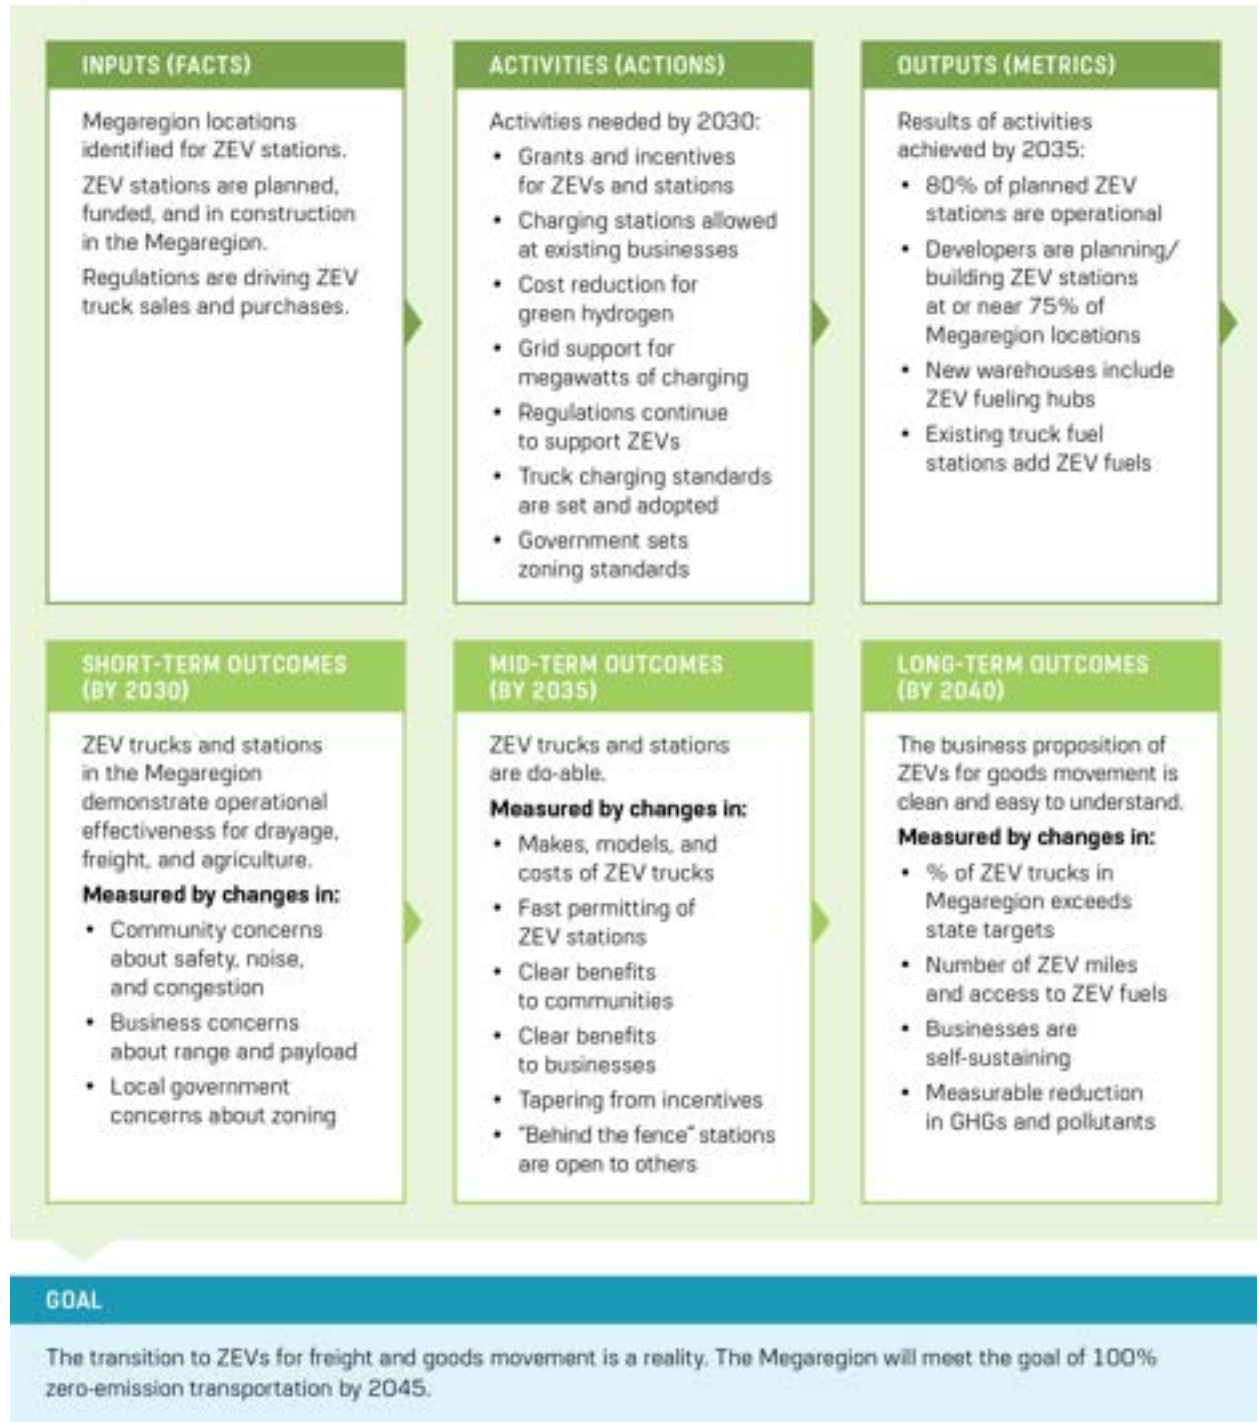 INPUTS (FACTS)
Megaregion locations
identified for ZEV stations.
ZEV stations are planned,
funded, and in construction
in the Megaregion.
Regulations are driving ZEV
truck sales and purchases.
ACTIVITIES (ACTIONS)
Activities needed by 2030:
• Grants and incentives
for ZEVs and stations
• Charging stations allowed
at existing businesses
• Cost reduction for
green hydrogen
• Grid support for
megawatts of charging
• Regulations continue
to support ZEVs
• Truck charging standards
are set and adopted
• Government sets
zoning standards
OUTPUTS (METRICS)
Results of activities
achieved by 2035:
• 80% of planned ZEV
stations are operational
• Developers are planning/
building ZEV stations
at or near 75% of
Megaregion locations
• New warehouses include
ZEV fueling hubs
• Existing truck fuel
stations add ZEV fuels
SHORT-TERM OUTCOMES
(BY 2030)
ZEV trucks and stations
in the Megaregion
demonstrate operational
effectiveness for drayage,
freight, and agriculture.
Measured by changes in:
• Community concerns
about safety, noise,
and congestion
• Business concerns
about range and payload
• Local government
concerns about zoning
MID-TERM OUTCOMES
(BY 2035)
ZEV trucks and stations
are do-able.
Measured by changes in:
• Makes, models, and
costs of ZEV trucks
• Fast permitting of
ZEV stations
• Clear benefits
to communities
• Clear benefits
to businesses
• Tapering from incentives
• "Behind the fence" stations
are open to others
LONG-TERM OUTCOMES
(BY 2040)
The business proposition of
ZEVs for goods movement is
clean and easy to understand.
Measured by changes in:
• % of ZEV trucks in
Megaregion exceeds
state targets
• Number of ZEV miles
and access to ZEV fuels
• Businesses are
self-sustaining
• Measurable reduction
in GHGs and pollutants
GOAL
The transition to ZEVs for freight and goods movement is a reality. The Megaregion will meet the goal of 100%
zero-emission transportation by 2045.